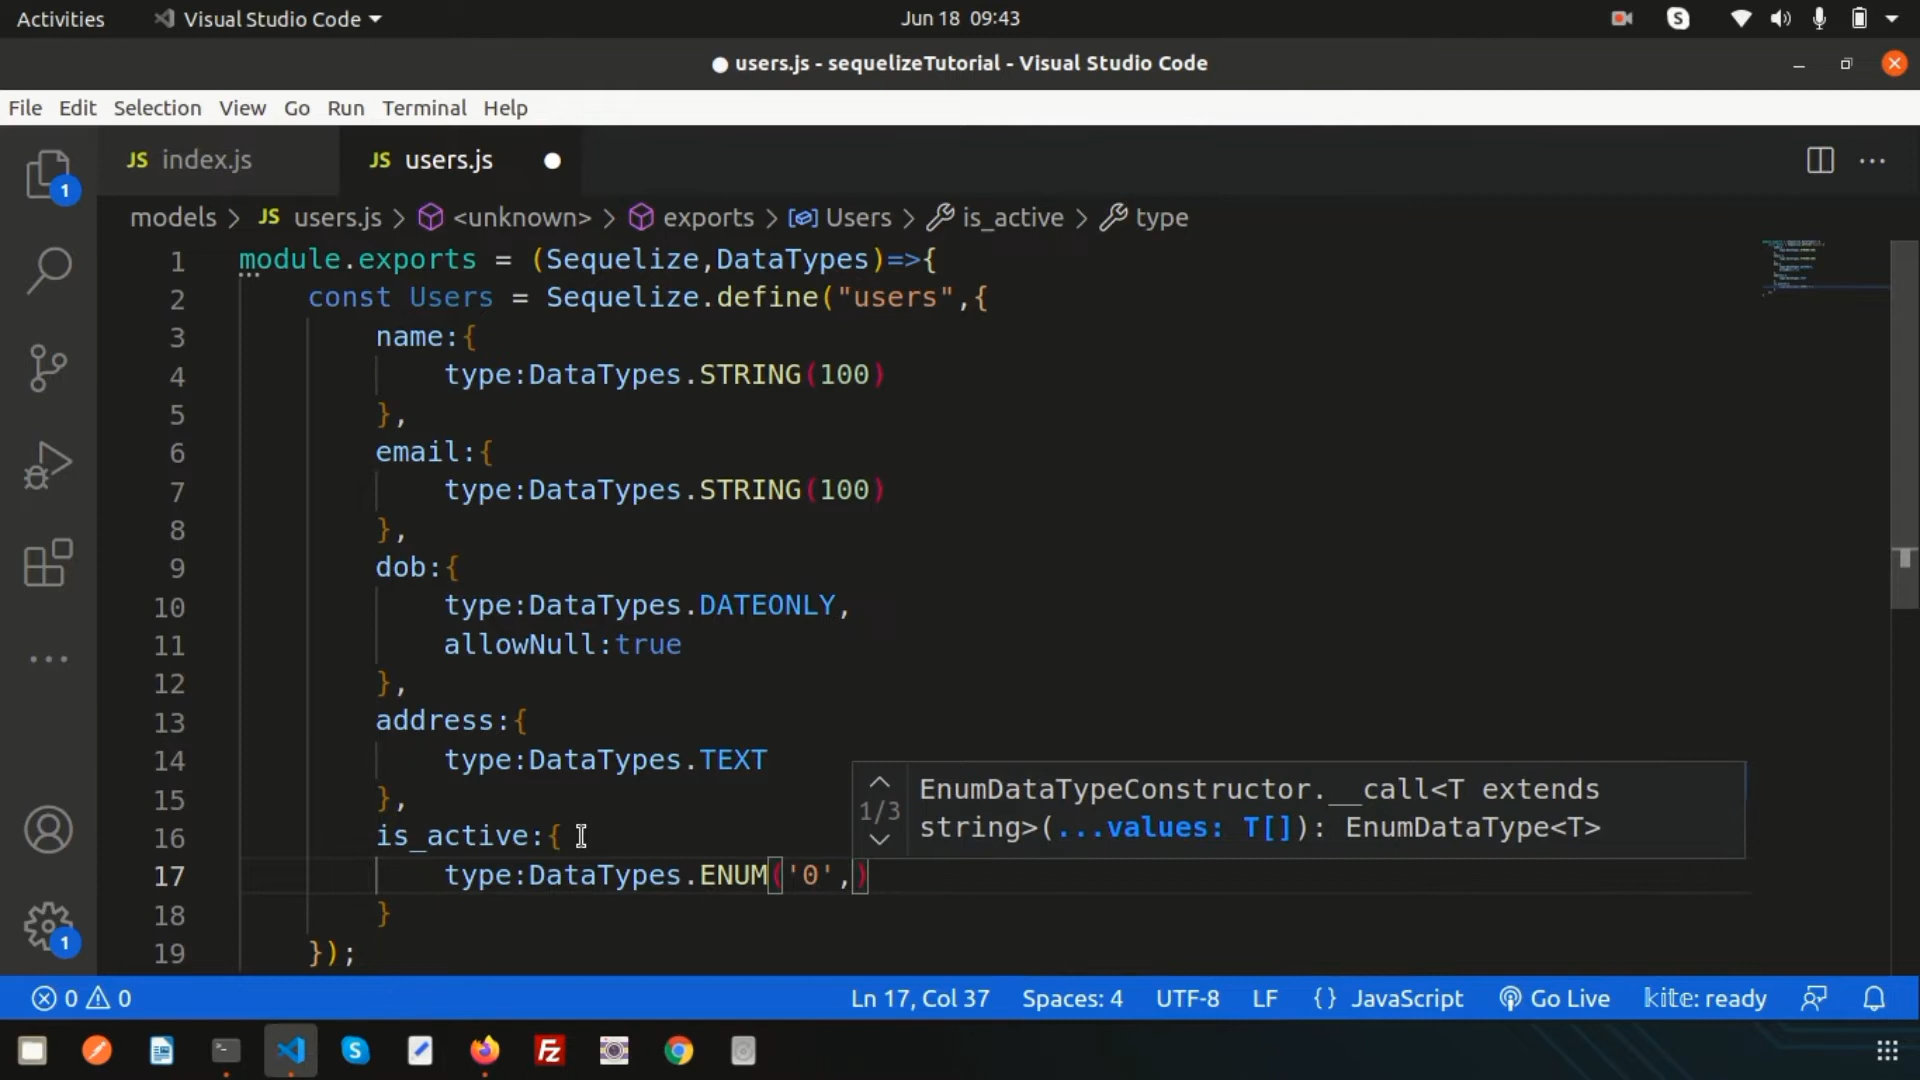 Activities Visual Studio Code Jun 18 09:43
users.js - sequelizeTutorial - Visual Studio Code
File Edit Selection View Go Run Terminal Help
JS index.js JS users.js
models > JS users.js > <unknown> > exports > Users > is_active > type
1 module.exports = (Sequelize,DataTypes)=>{
2 const Users = Sequelize.define("users",{
3 name:{
4 type:DataTypes.STRING(100)
5 },
6 email:{
7 type:DataTypes.STRING(100)
8 },
9 dob:{
10 type:DataTypes.DATEONLY,
11 allowNull:true
12 },
13 address:{
14 type:DataTypes.TEXT
15 },
16 is_active:{
17 type:DataTypes.ENUM('0',)
18 }
19 });
1/3
EnumDataTypeConstructor.__call<T extends
string>(...values: T[]): EnumDataType<T>
1
1
0 0 Ln 17, Col 37 Spaces: 4 UTF-8 LF {} JavaScript Go Live kite: ready